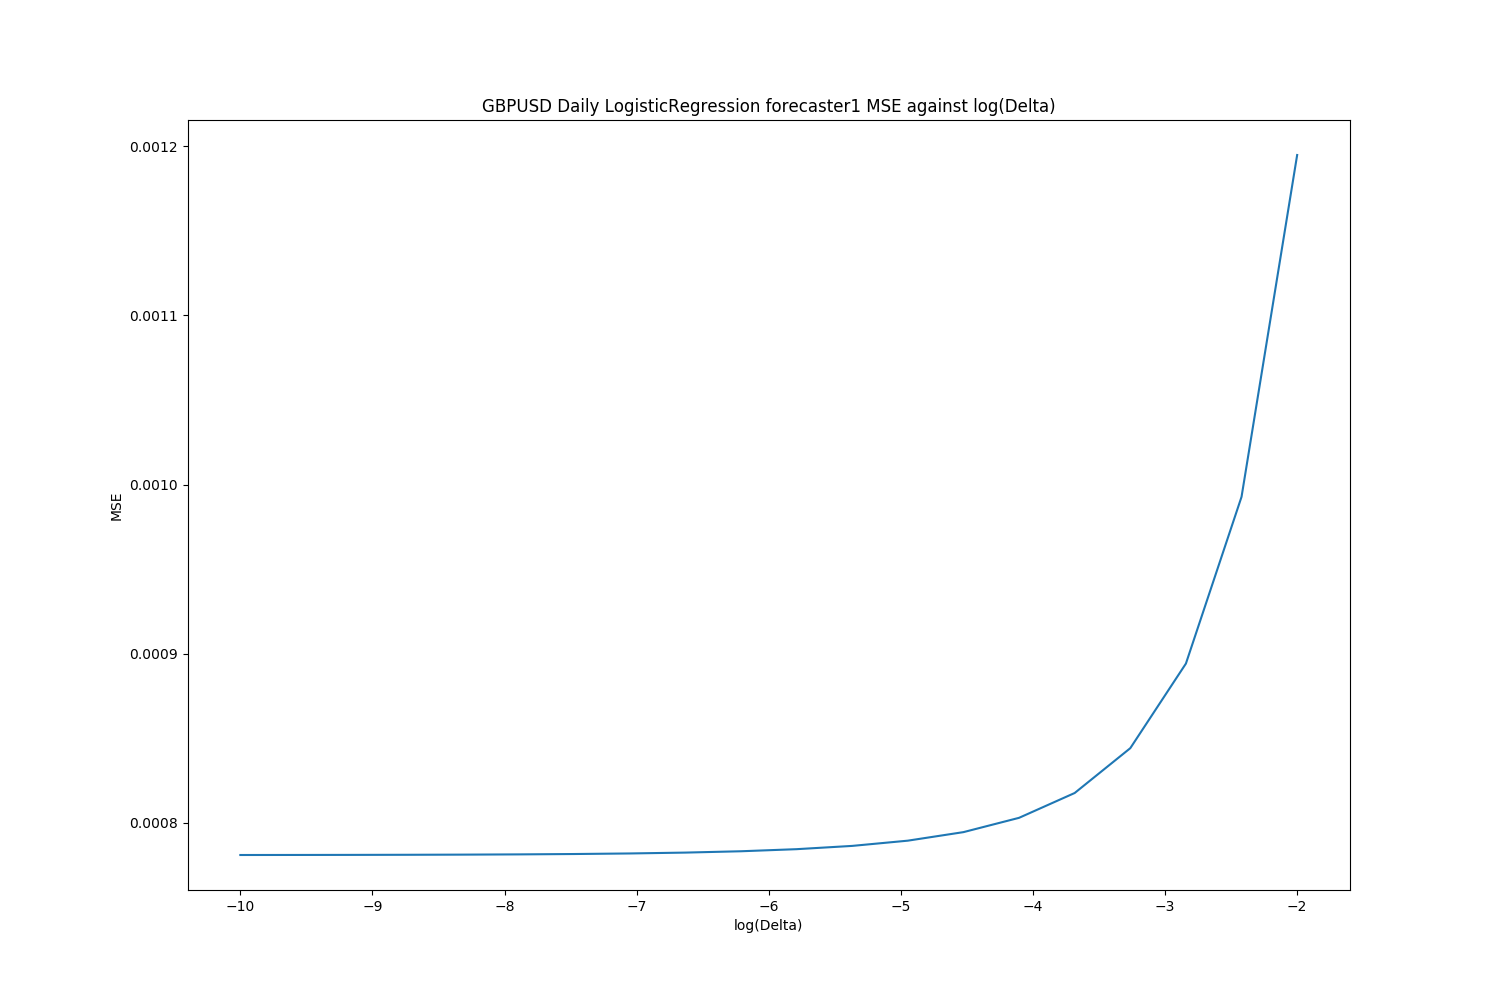 GBPUSD Daily LogisticRegression forecaster1 MSE against log(Delta)
0.0012
0.0011
0.0010
0.0009
0.0008
MSE
−10 −9 −8 −7 −6 −5 −4 −3 −2
log(Delta)